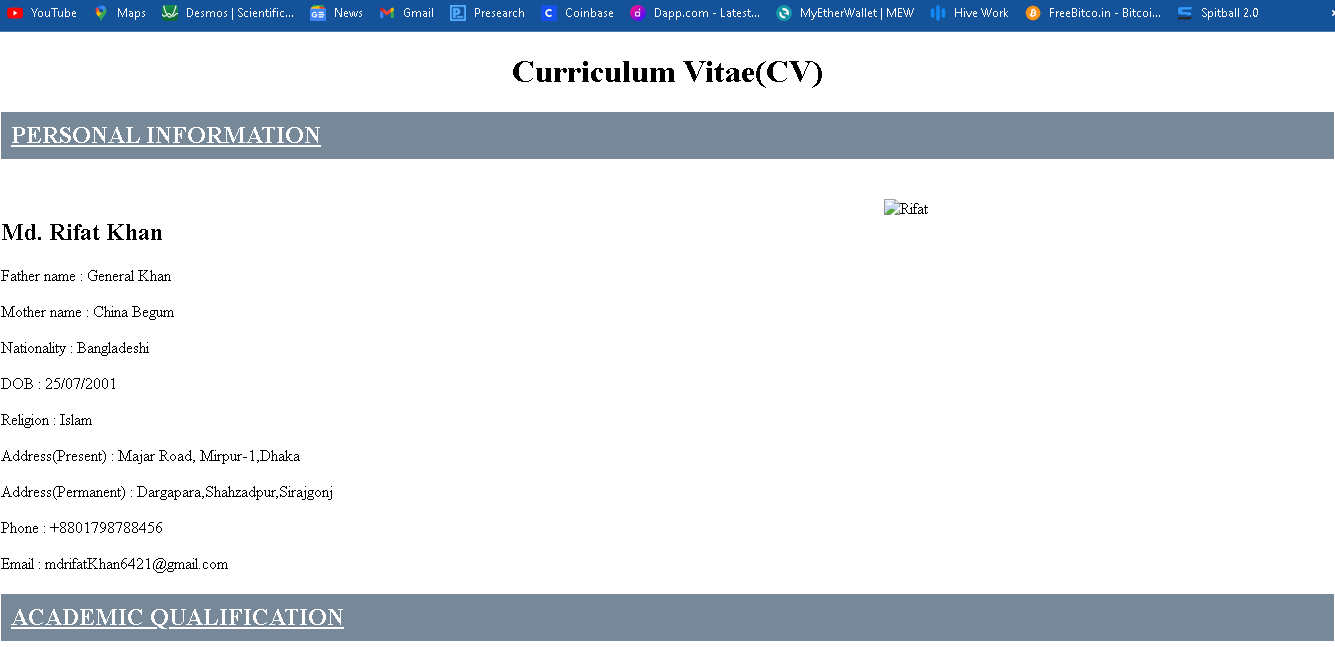 YouTube Maps Desmos | Scientific... News Gmail Presearch Coinbase Dapp.com - Latest... MyEtherWallet | MEW Hive Work FreeBitco.in - Bitcoi... Spitball 2.0
Curriculum Vitae(CV)
PERSONAL INFORMATION
Rifat
Md. Rifat Khan
Father name : General Khan
Mother name : China Begum
Nationality : Bangladeshi
DOB : 25/07/2001
Religion : Islam
Address(Present) : Majar Road, Mirpur-1,Dhaka
Address(Permanent) : Dargapara,Shahzadpur,Sirajgonj
Phone : +8801798788456
Email : mdrifatKhan6421@gmail.com
ACADEMIC QUALIFICATION